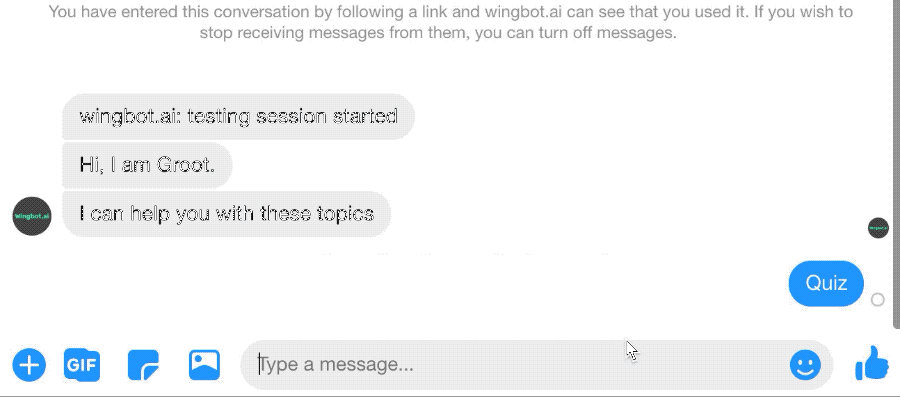 You have entered this conversation by following a link and wingbot.ai can see that you used it. If you wish to
stop receiving messages from them, you can turn off messages.
wingbot.ai: testing session started
Hi, I am Groot.
I can help you with these topics
Wingbot.ai
Quiz
GIF
Type a message...